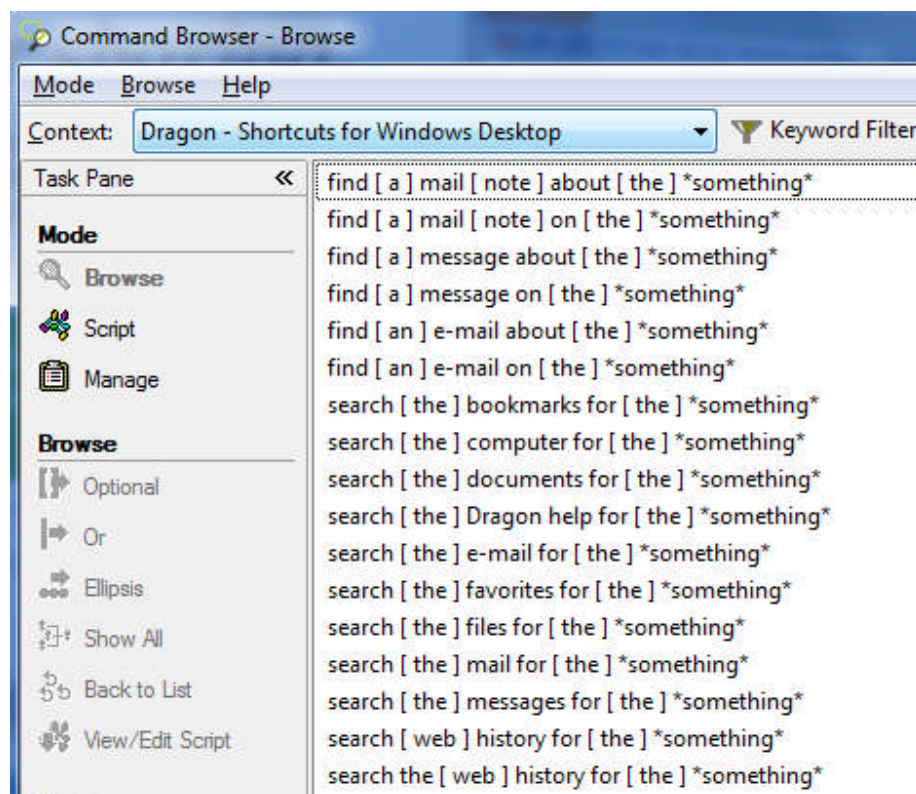 Command Browser - Browse
Mode Browse Help
Context: Dragon - Shortcuts for Windows Desktop Keyword Filter
Task Pane «
Mode
Browse
Script
Manage
Browse
Optional
Or
Ellipsis
Show All
Back to List
View/Edit Script
find [ a ] mail [ note ] about [ the ] *something*
find [ a ] mail [ note ] on [ the ] *something*
find [ a ] message about [ the ] *something*
find [ a ] message on [ the ] *something*
find [ an ] e-mail about [ the ] *something*
find [ an ] e-mail on [ the ] *something*
search [ the ] bookmarks for [ the ] *something*
search [ the ] computer for [ the ] *something*
search [ the ] documents for [ the ] *something*
search [ the ] Dragon help for [ the ] *something*
search [ the ] e-mail for [ the ] *something*
search [ the ] favorites for [ the ] *something*
search [ the ] files for [ the ] *something*
search [ the ] mail for [ the ] *something*
search [ the ] messages for [ the ] *something*
search [ web ] history for [ the ] *something*
search the [ web ] history for [ the ] *something*